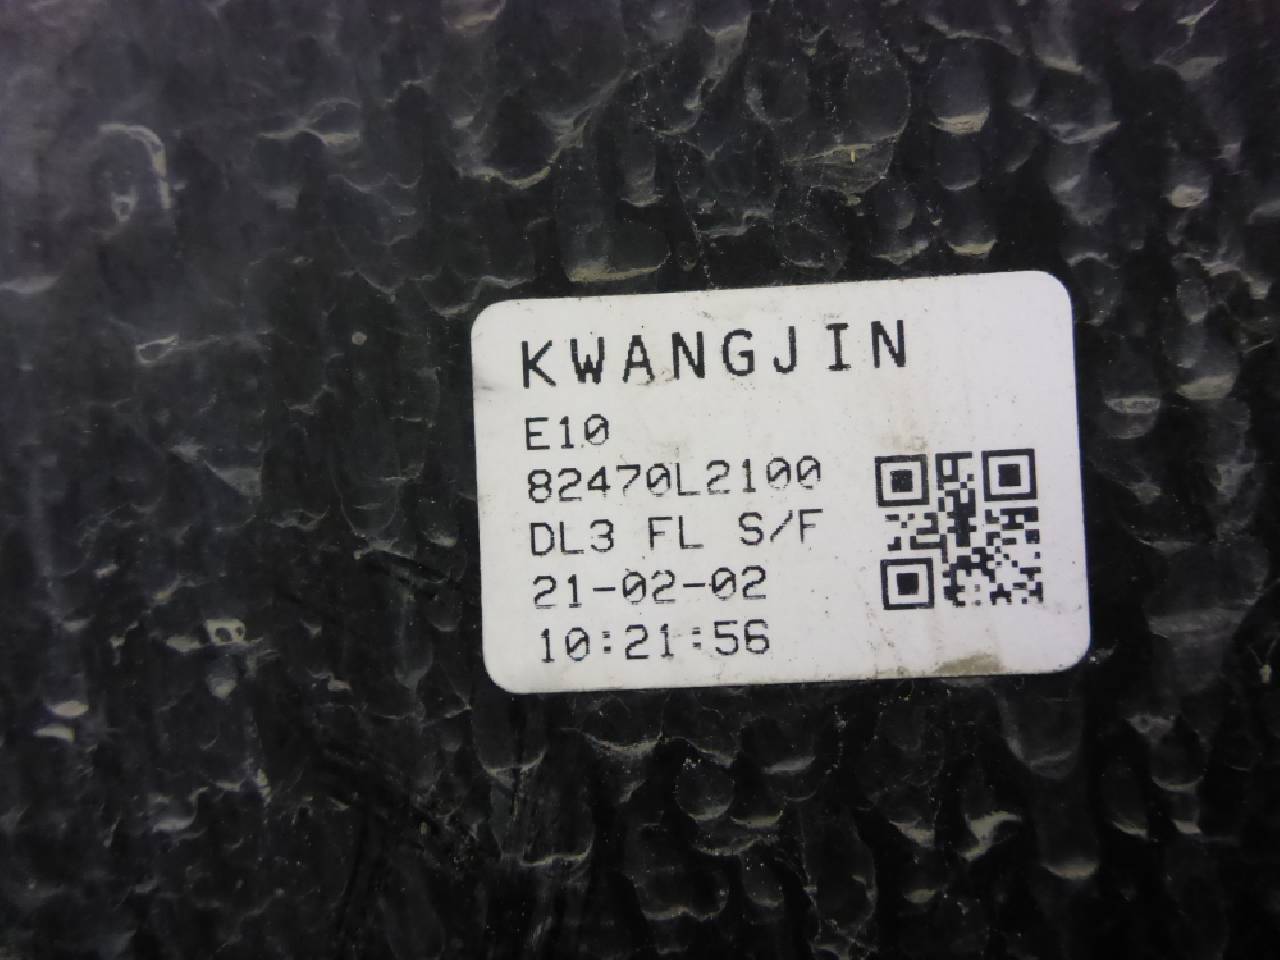 KWANGJIN
E10
82470L2100
DL3 FL S/F
21-02-02
10:21:56